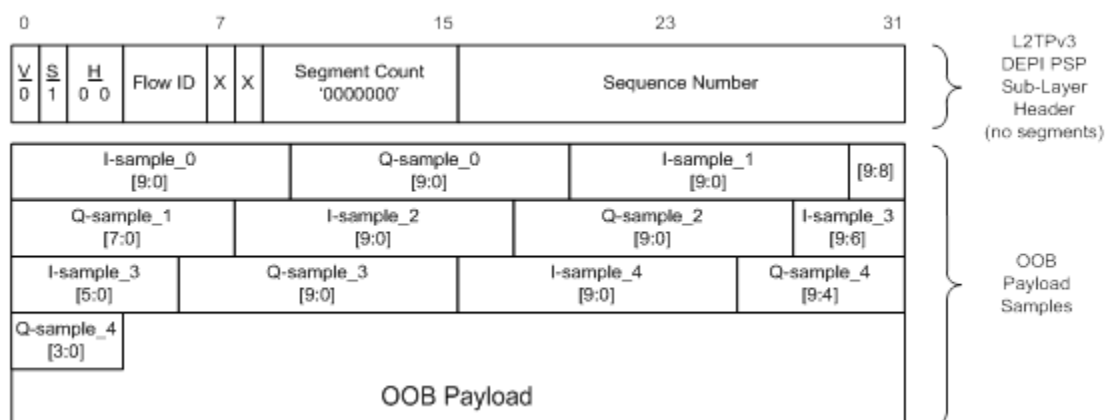 0 7 15 23 31
V S H Flow ID X X Segment Count Sequence Number
0 1 0 0 '0000000'
L2TPv3
DEPI PSP
Sub-Layer
Header
(no segments)
I-sample_0 Q-sample_0 I-sample_1 [9:8]
[9:0] [9:0] [9:0]
Q-sample_1 I-sample_2 Q-sample_2 I-sample_3
[7:0] [9:0] [9:0] [9:6]
I-sample_3 Q-sample_3 I-sample_4 Q-sample_4
[5:0] [9:0] [9:0] [9:4]
Q-sample_4
[3:0]
OOB Payload
OOB
Payload
Samples